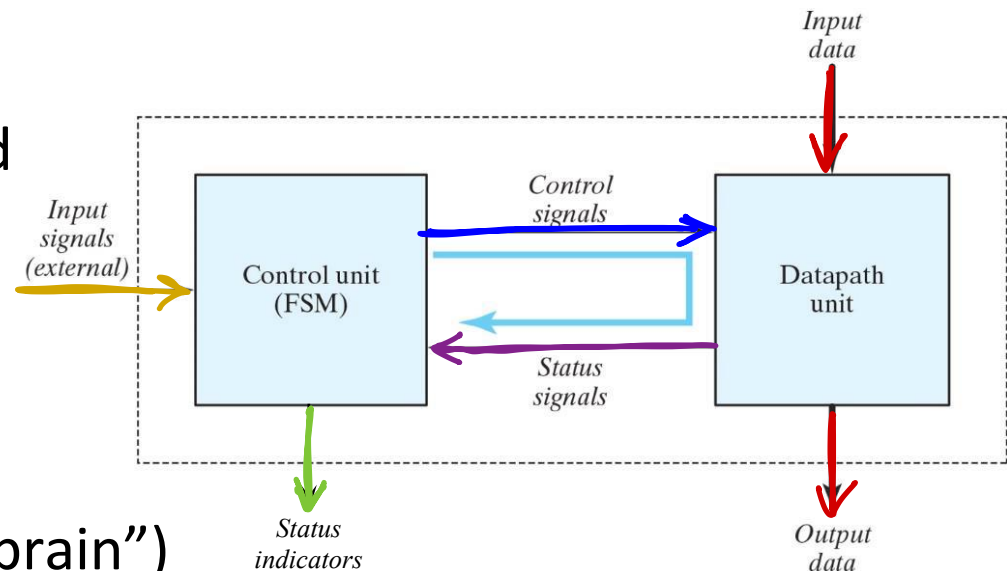 Input
data
d
Input
signals
(external)
Control
signals
Control unit
(FSM)
Datapath
unit
Status
signals
Status
indicators
Output
data
brain”)